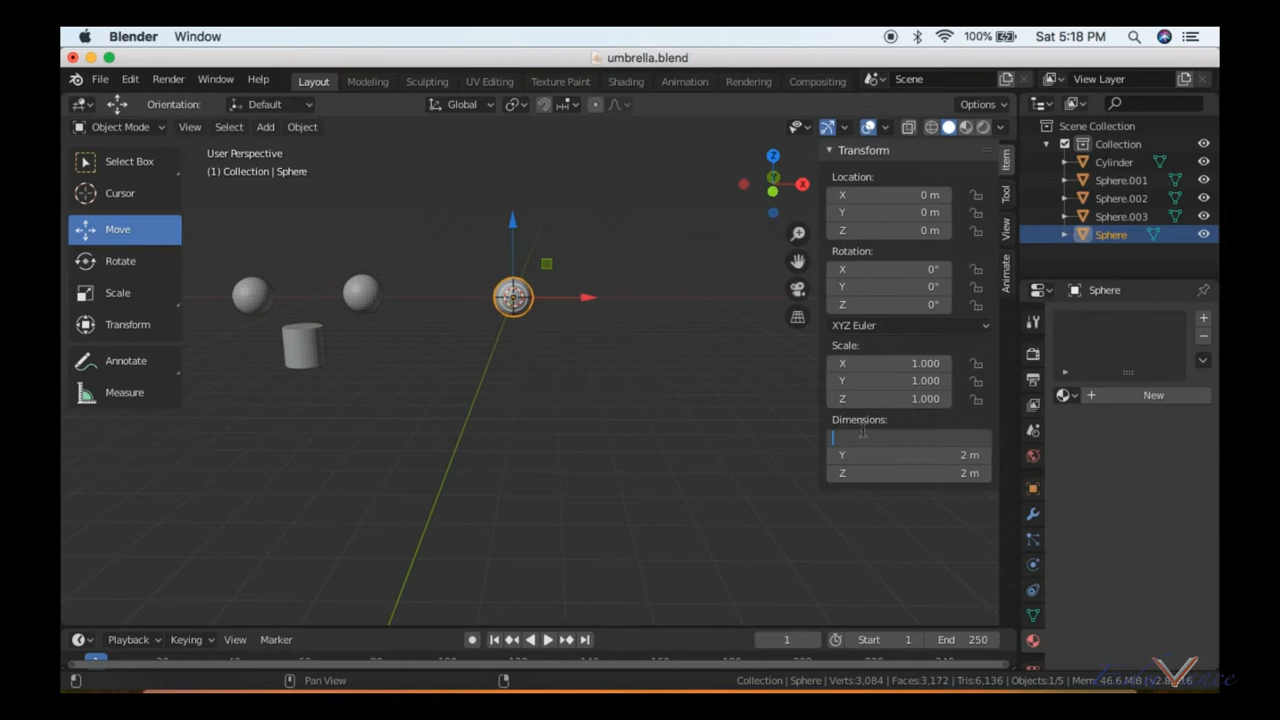 Blender Window 100% Sat 5:18 PM
umbrella.blend
File Edit Render Window Help Layout Modeling Sculpting UV Editing Texture Paint Shading Animation Rendering Compositing Scene View Layer
Orientation: Default Global Options
Object Mode View Select Add Object
User Perspective
(1) Collection | Sphere
Select Box
Cursor
Move
Rotate
Scale
Transform
Annotate
Measure
Z
Y
X
Transform
Location:
X 0 m
Y 0 m
Z 0 m
Rotation:
X 0°
Y 0°
Z 0°
XYZ Euler
Scale:
X 1.000
Y 1.000
Z 1.000
Dimensions:
Y 2 m
Z 2 m
Item
Tool
View
Animate
Scene Collection
Collection
Cylinder
Sphere.001
Sphere.002
Sphere.003
Sphere
Sphere
New
Playback Keying View Marker 1 Start 1 End 250
Pan View
Collection | Sphere | Verts:3,084 | Faces:3,172 | Tris:6,136 | Objects:1/5 | Mem: 46.6 MiB